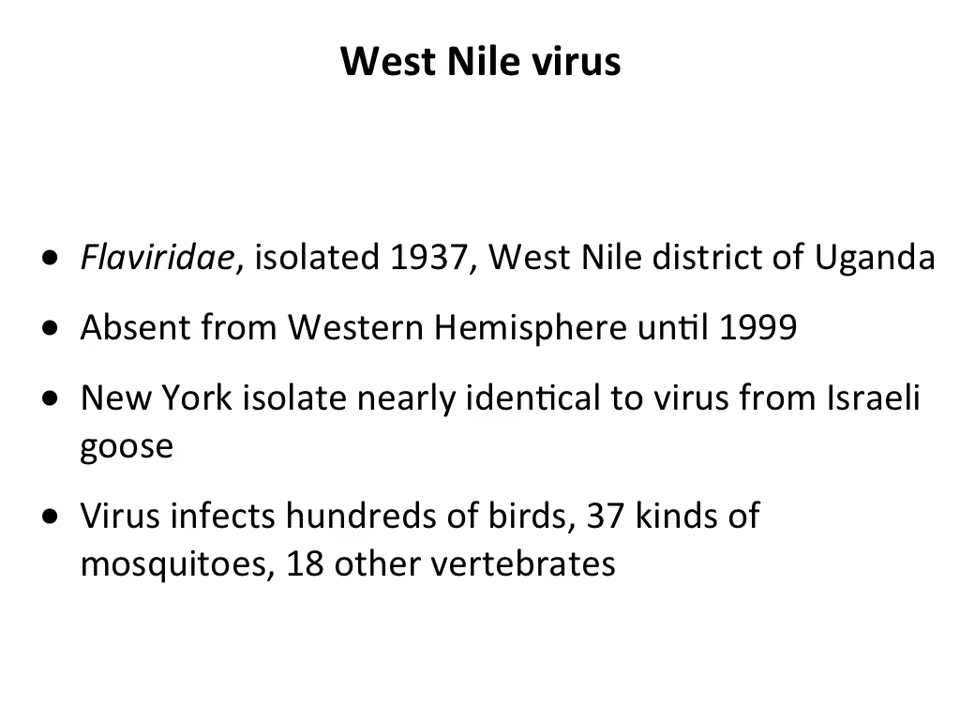 West Nile virus
• Flaviridae, isolated 1937, West Nile district of Uganda
• Absent from Western Hemisphere until 1999
• New York isolate nearly identical to virus from Israeli
goose
• Virus infects hundreds of birds, 37 kinds of
mosquitoes, 18 other vertebrates